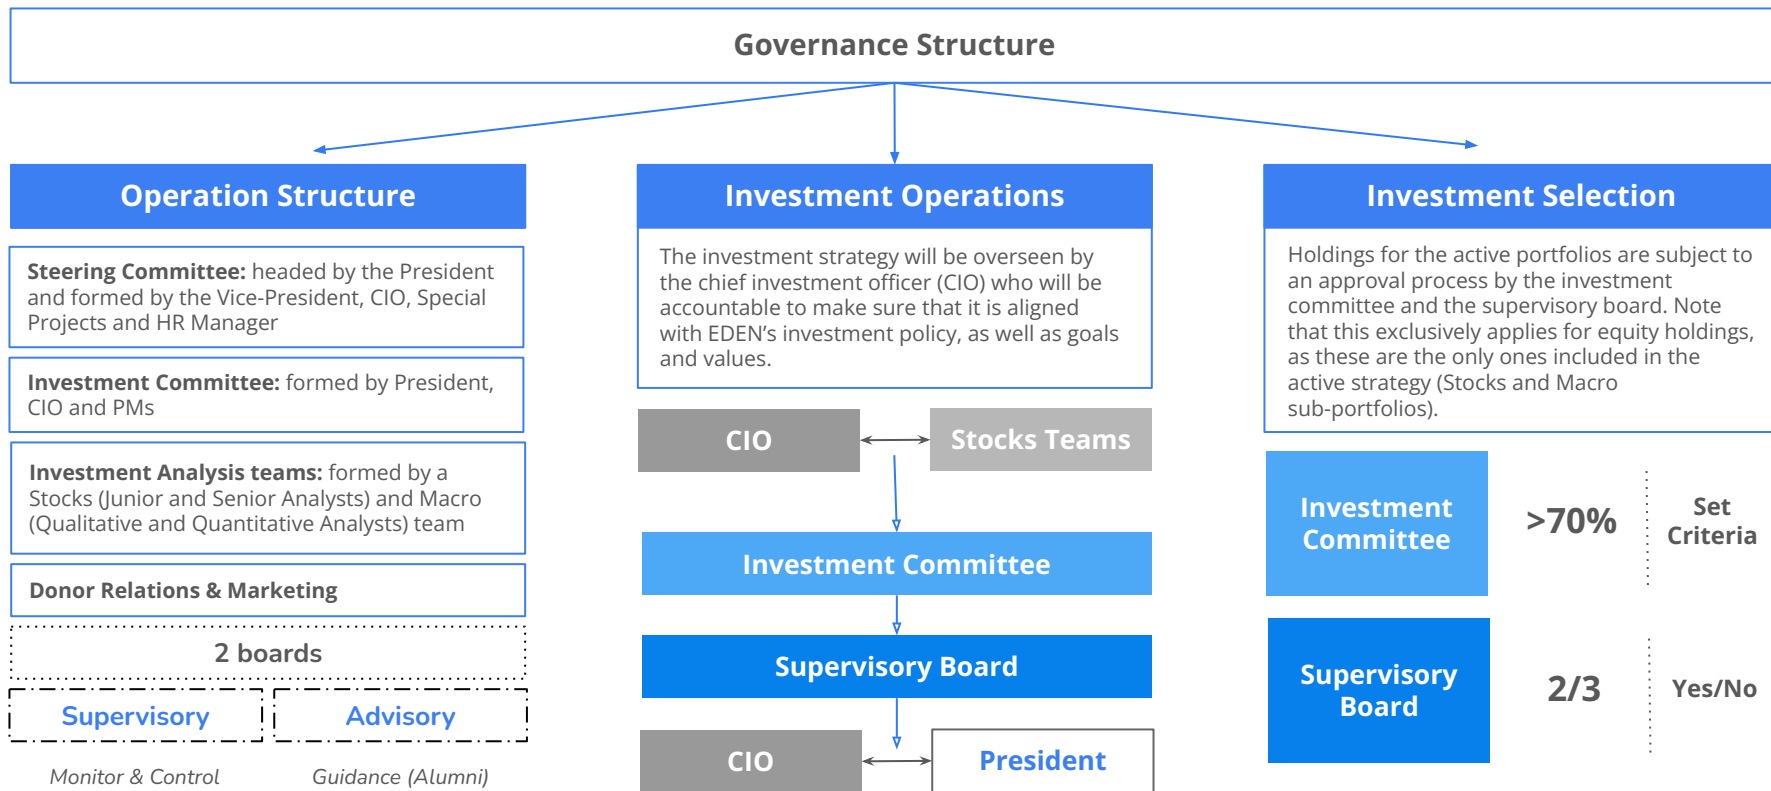 Governance Structure
Operation Structure
Steering Committee: headed by the President
and formed by the Vice-President, CIO, Special
Projects and HR Manager
Investment Committee: formed by President,
CIO and PMs
Investment Analysis teams: formed by a
Stocks (Junior and Senior Analysts) and Macro
(Qualitative and Quantitative Analysts) team
Donor Relations & Marketing
2 boards
Supervisory
Advisory
Monitor & Control
Guidance (Alumni)
Investment Operations
The investment strategy will be overseen by
the chief investment officer (CIO) who will be
accountable to make sure that it is aligned
with EDEN’s investment policy, as well as goals
and values.
CIO
Stocks Teams
Investment Committee
Supervisory Board
CIO
President
Investment Selection
Holdings for the active portfolios are subject to
an approval process by the investment
committee and the supervisory board. Note
that this exclusively applies for equity holdings,
as these are the only ones included in the
active strategy (Stocks and Macro
sub-portfolios).
Investment
Committee
>70%
Set
Criteria
Supervisory
Board
2/3
Yes/No